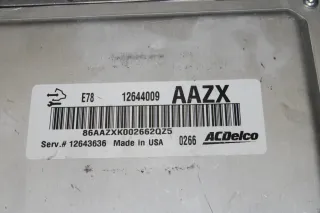 E78 12644009 AAZX
86AAZXK002662QZ5
Serv.# 12643636 Made in USA 0266 ACDelco